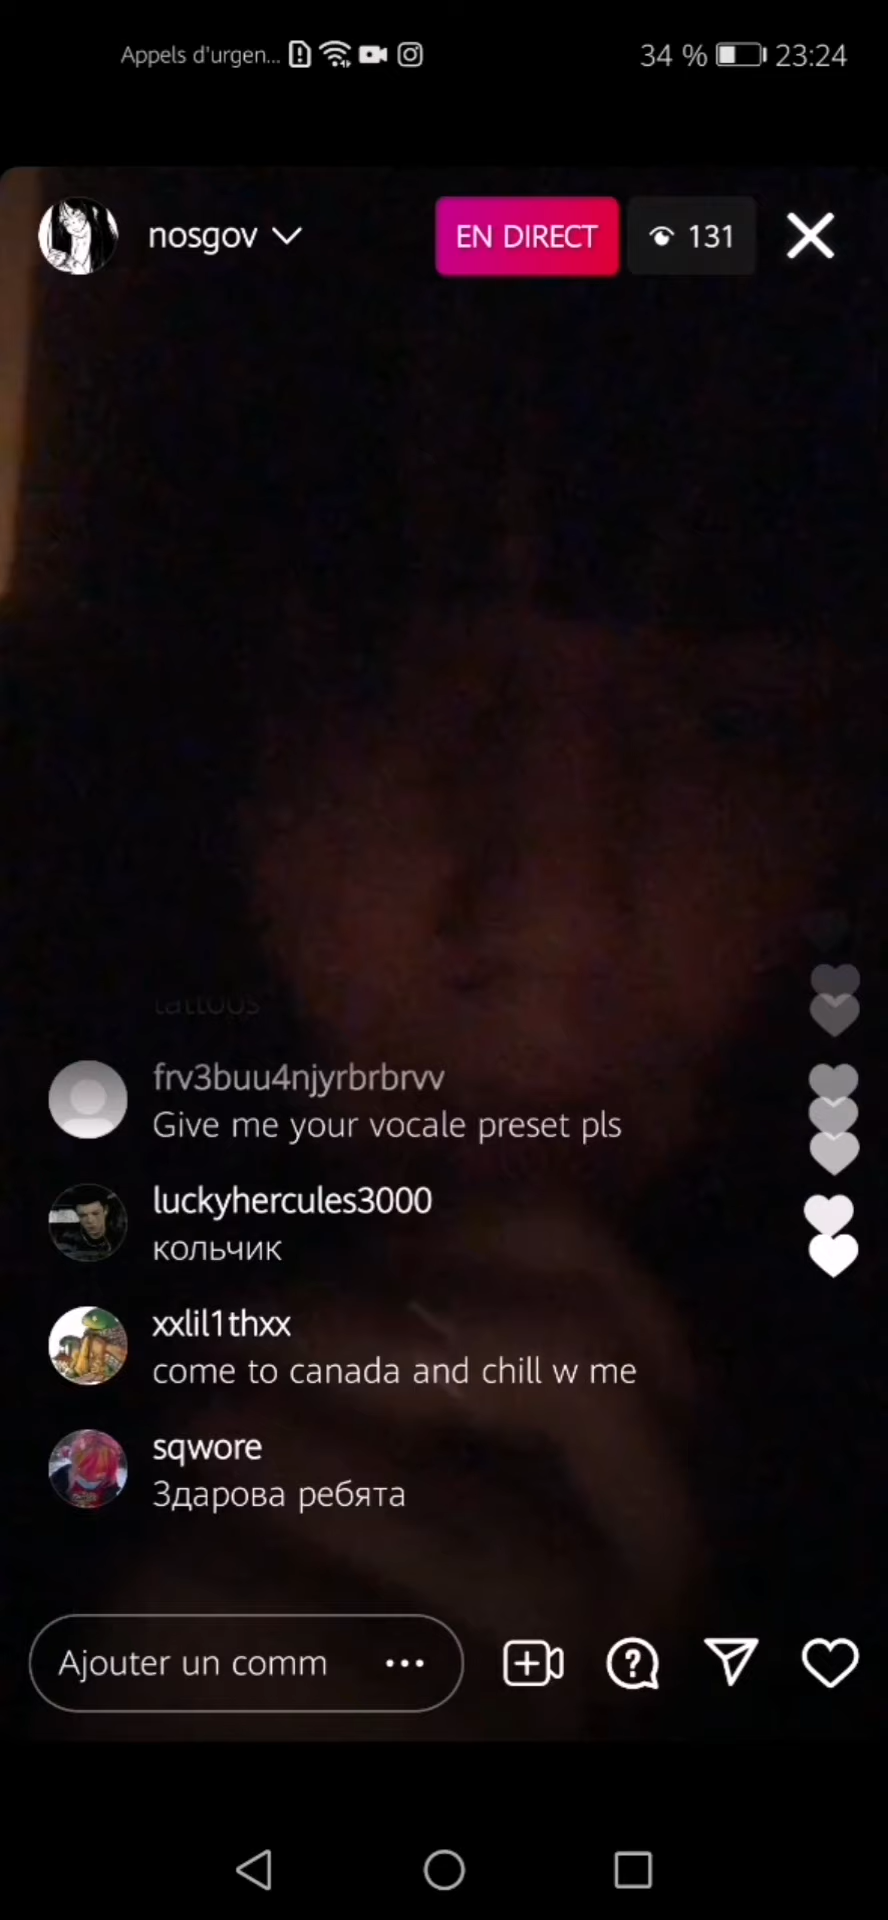 Appels d'urgen... 34 % 23:24
nosgov EN DIRECT 131
tattoos
frv3buu4njyrbrbrvv
Give me your vocale preset pls
luckyhercules3000
кольчик
xxlil1thxx
come to canada and chill w me
sqwore
Здарова ребята
Ajouter un comm